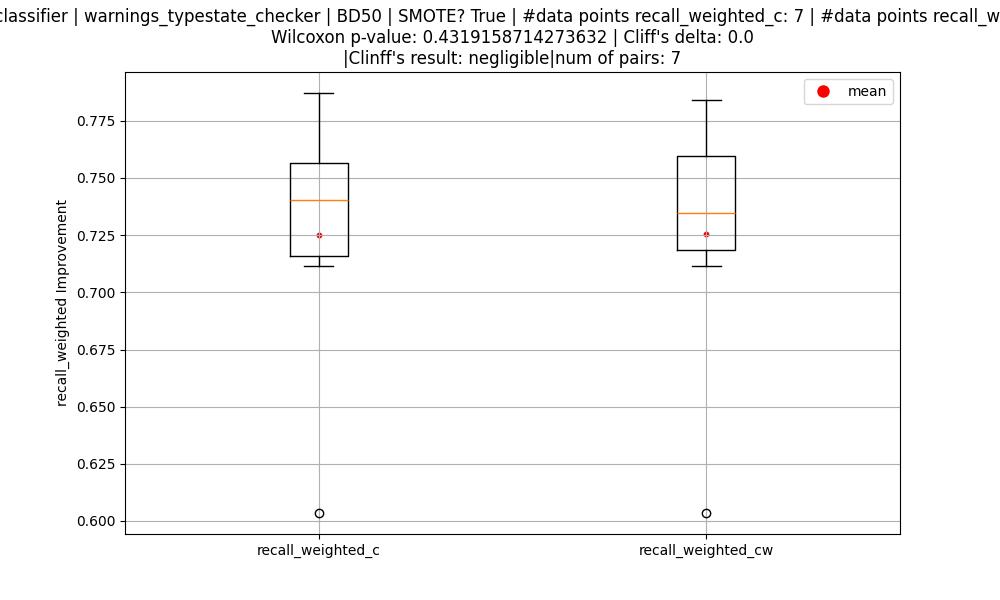 classifier | warnings_typestate_checker | BD50 | SMOTE? True | #data points recall_weighted_c: 7 | #data points recall_w
Wilcoxon p-value: 0.4319158714273632 | Cliff's delta: 0.0
|Clinff's result: negligible|num of pairs: 7
mean
0.775
0.750
0.725
0.700
0.675
0.650
0.625
0.600
recall_weighted Improvement
recall_weighted_c
recall_weighted_cw